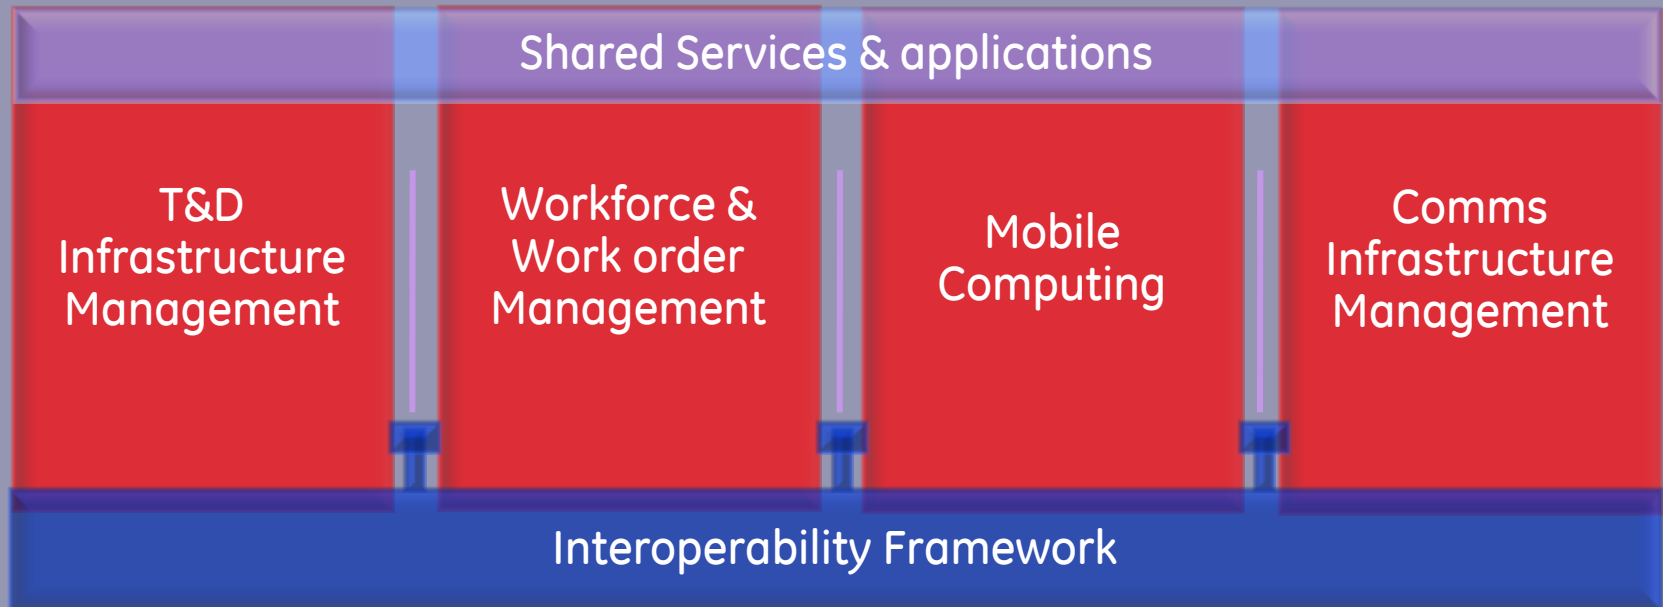 Shared Services & applications
T&D
Infrastructure
Management
Workforce &
Work order
Management
Mobile
Computing
Comms
Infrastructure
Management
Interoperability Framework